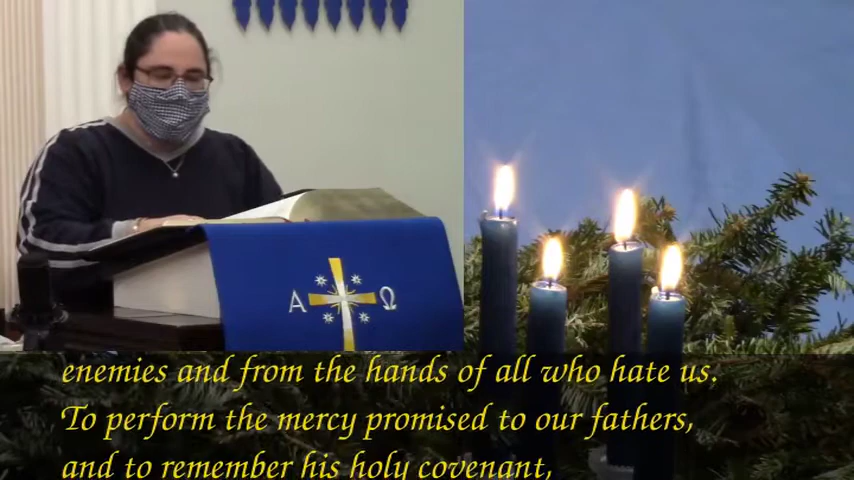 Α Ω
enemies and from the hands of all who hate us.
To perform the mercy promised to our fathers,
and to remember his holy covenant,